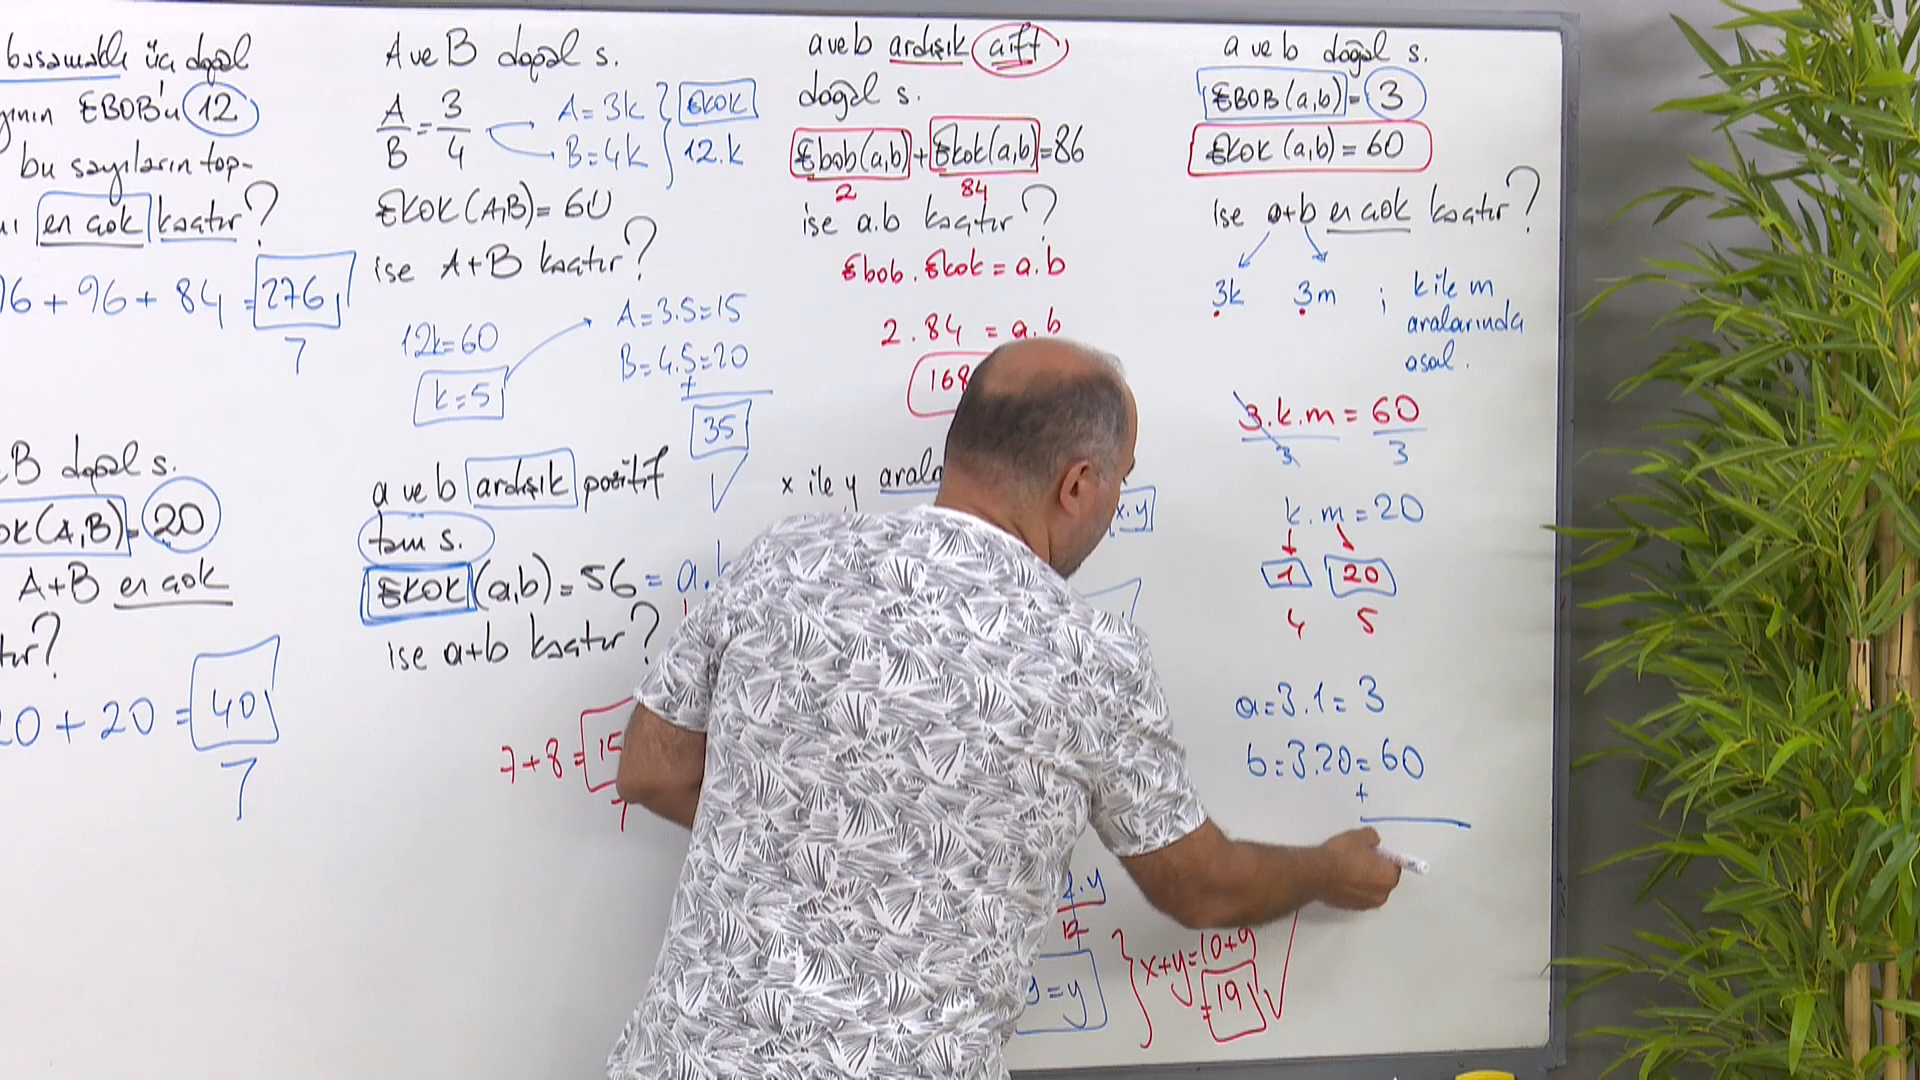 basamaklı üç doğal
EBOB'u 12
bu sayıların top-
en çok kaçtır?
+ 96 + 84 = 276
B doğal s.
(A,B) = 20
A+B en çok
20 + 20 = 40
A ve B doğal s.
A/B = 3/4
A = 3k
B = 4k
EKOK
12.k
EKOK(A,B) = 60
ise A+B kaçtır?
12k = 60
k = 5
A = 3.5 = 15
B = 4.5 = 20
+
35
a ve b ardışık pozitif
tam s.
EKOK(a,b) = 56 = a.b
ise a+b kaçtır?
7+8 = 15
a ve b ardışık çift
doğal s.
Ebob(a,b) + Ekok(a,b) = 86
2 84
ise a.b kaçtır?
Ebob . Ekok = a.b
2 . 84 = a.b
168
x ile y
x.y
.y
12
=y
x+y = 10+9
= 19
a ve b doğal s.
EBOB(a,b) = 3
EKOK(a,b) = 60
ise a+b en çok kaçtır?
3k 3m ; k ile m
aralarında
asal.
3.k.m = 60
3 3
k.m = 20
1 20
4 5
a = 3.1 = 3
b = 3.20 = 60
+